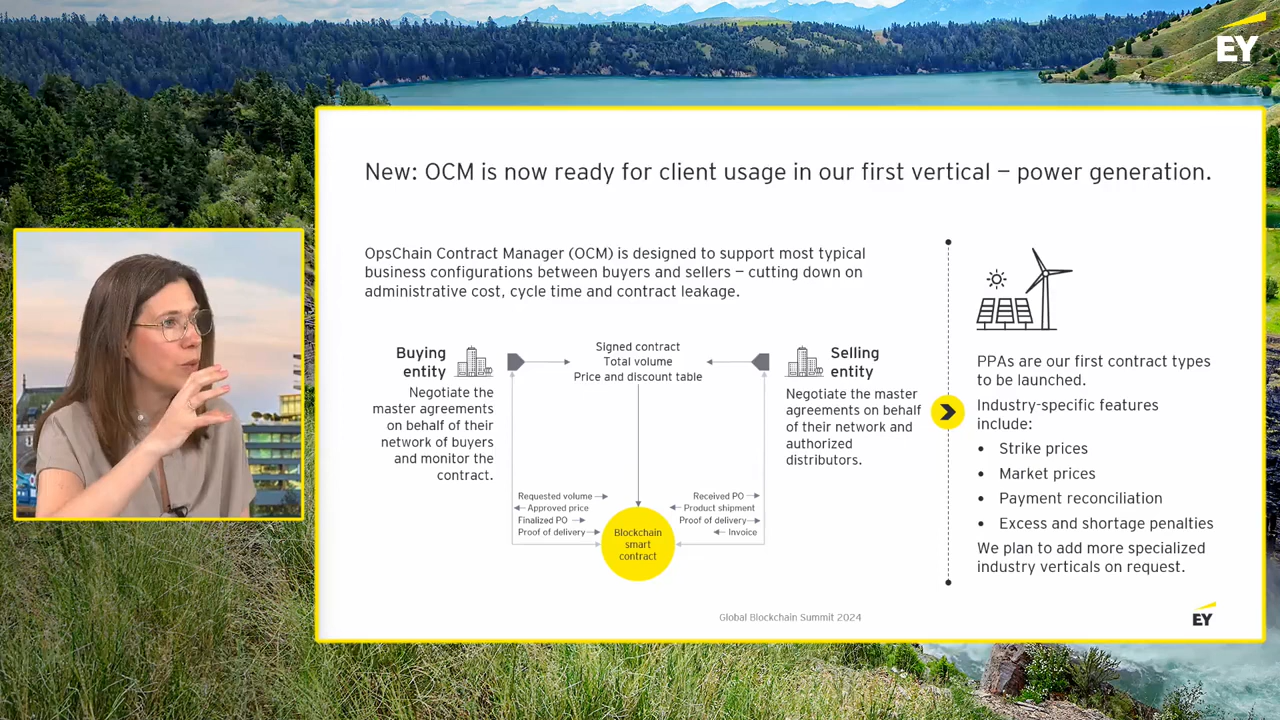 EY
New: OCM is now ready for client usage in our first vertical – power generation.
OpsChain Contract Manager (OCM) is designed to support most typical
business configurations between buyers and sellers – cutting down on
administrative cost, cycle time and contract leakage.
Buying
entity
Negotiate the
master agreements
on behalf of their
network of buyers
and monitor the
contract.
Signed contract
Total volume
Price and discount table
Selling
entity
Negotiate the master
agreements on behalf
of their network and
authorized
distributors.
Requested volume
Approved price
Finalized PO
Proof of delivery
Blockchain
smart
contract
Received PO
Product shipment
Proof of delivery
Invoice
PPAs are our first contract types
to be launched.
Industry-specific features
include:
• Strike prices
• Market prices
• Payment reconciliation
• Excess and shortage penalties
We plan to add more specialized
industry verticals on request.
Global Blockchain Summit 2024
EY